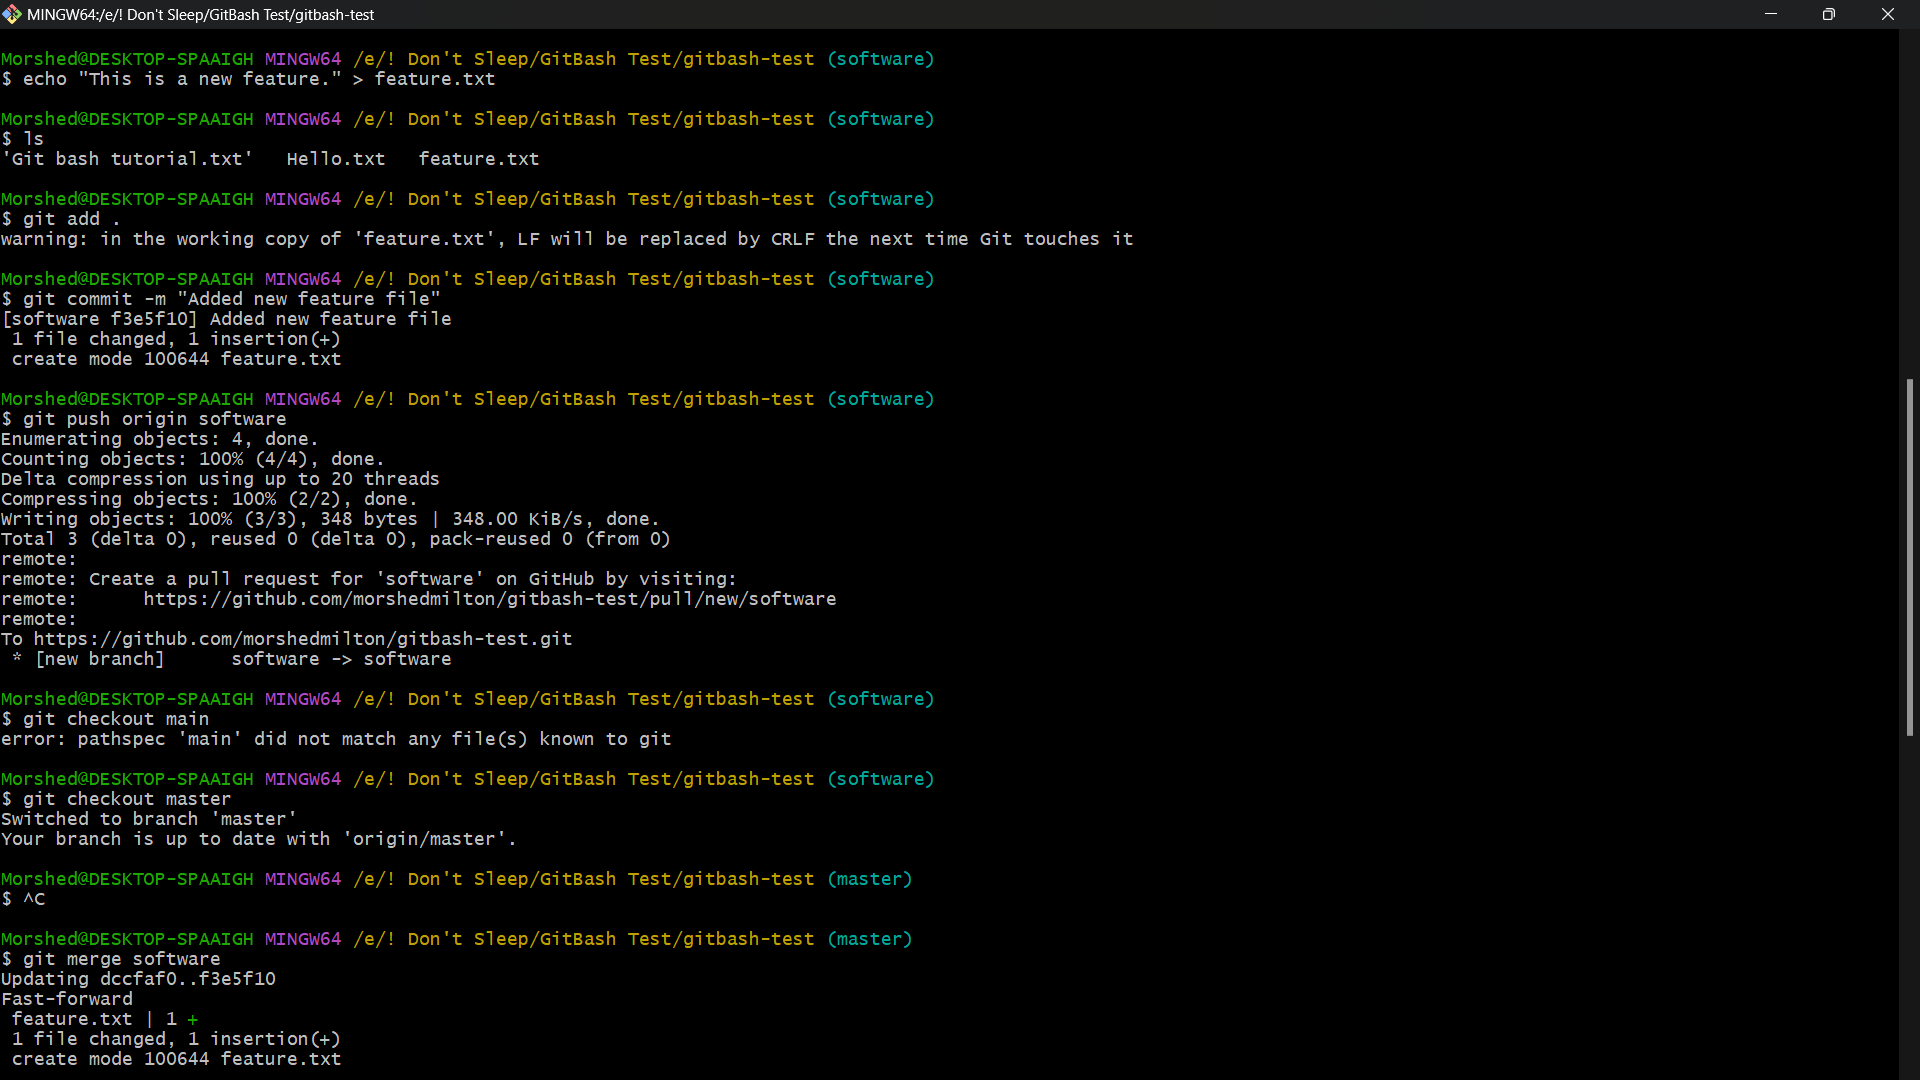 MINGW64:/e/! Don't Sleep/GitBash Test/gitbash-test
Morshed@DESKTOP-SPAAIGH MINGW64 /e/! Don't Sleep/GitBash Test/gitbash-test (software)
$ echo "This is a new feature." > feature.txt
Morshed@DESKTOP-SPAAIGH MINGW64 /e/! Don't Sleep/GitBash Test/gitbash-test (software)
$ ls
'Git bash tutorial.txt'   Hello.txt   feature.txt
Morshed@DESKTOP-SPAAIGH MINGW64 /e/! Don't Sleep/GitBash Test/gitbash-test (software)
$ git add .
warning: in the working copy of 'feature.txt', LF will be replaced by CRLF the next time Git touches it
Morshed@DESKTOP-SPAAIGH MINGW64 /e/! Don't Sleep/GitBash Test/gitbash-test (software)
$ git commit -m "Added new feature file"
[software f3e5f10] Added new feature file
 1 file changed, 1 insertion(+)
 create mode 100644 feature.txt
Morshed@DESKTOP-SPAAIGH MINGW64 /e/! Don't Sleep/GitBash Test/gitbash-test (software)
$ git push origin software
Enumerating objects: 4, done.
Counting objects: 100% (4/4), done.
Delta compression using up to 20 threads
Compressing objects: 100% (2/2), done.
Writing objects: 100% (3/3), 348 bytes | 348.00 KiB/s, done.
Total 3 (delta 0), reused 0 (delta 0), pack-reused 0 (from 0)
remote:
remote: Create a pull request for 'software' on GitHub by visiting:
remote:      https://github.com/morshedmilton/gitbash-test/pull/new/software
remote:
To https://github.com/morshedmilton/gitbash-test.git
 * [new branch]      software -> software
Morshed@DESKTOP-SPAAIGH MINGW64 /e/! Don't Sleep/GitBash Test/gitbash-test (software)
$ git checkout main
error: pathspec 'main' did not match any file(s) known to git
Morshed@DESKTOP-SPAAIGH MINGW64 /e/! Don't Sleep/GitBash Test/gitbash-test (software)
$ git checkout master
Switched to branch 'master'
Your branch is up to date with 'origin/master'.
Morshed@DESKTOP-SPAAIGH MINGW64 /e/! Don't Sleep/GitBash Test/gitbash-test (master)
$ ^C
Morshed@DESKTOP-SPAAIGH MINGW64 /e/! Don't Sleep/GitBash Test/gitbash-test (master)
$ git merge software
Updating dccfaf0..f3e5f10
Fast-forward
 feature.txt | 1 +
 1 file changed, 1 insertion(+)
 create mode 100644 feature.txt